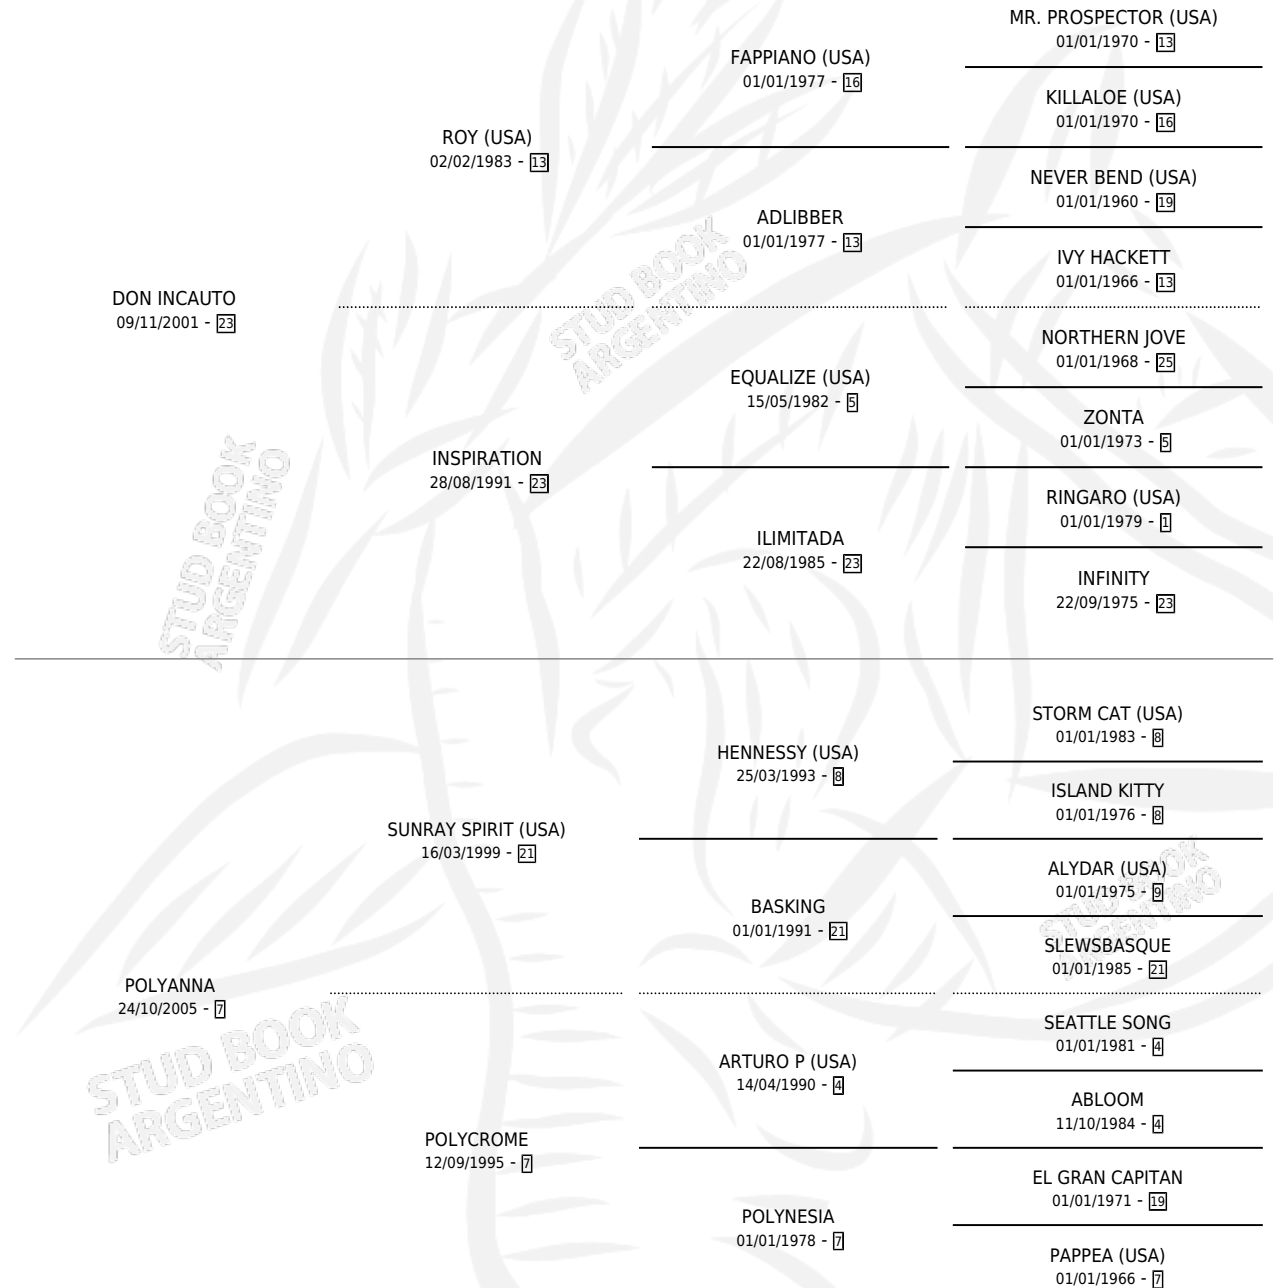 MR. PROSPECTOR (USA)
01/01/1970 - 13
FAPPIANO (USA)
01/01/1977 - 16
KILLALOE (USA)
01/01/1970 - 16
ROY (USA)
02/02/1983 - 13
NEVER BEND (USA)
01/01/1960 - 19
ADLIBBER
01/01/1977 - 13
IVY HACKETT
01/01/1966 - 13
DON INCAUTO
09/11/2001 - 23
NORTHERN JOVE
01/01/1968 - 25
EQUALIZE (USA)
15/05/1982 - 5
ZONTA
01/01/1973 - 5
INSPIRATION
28/08/1991 - 23
RINGARO (USA)
01/01/1979 - 1
ILIMITADA
22/08/1985 - 23
INFINITY
22/09/1975 - 23
STUD BOOK
ARGENTINO
STUD BOOK
ARGENTINO
STORM CAT (USA)
01/01/1983 - 8
HENNESSY (USA)
25/03/1993 - 8
ISLAND KITTY
01/01/1976 - 8
SUNRAY SPIRIT (USA)
16/03/1999 - 21
ALYDAR (USA)
01/01/1975 - 9
BASKING
01/01/1991 - 21
SLEWSBASQUE
01/01/1985 - 21
STUD BOOK
ARGENTINO
POLYANNA
24/10/2005 - 7
SEATTLE SONG
01/01/1981 - 4
ARTURO P (USA)
14/04/1990 - 4
ABLOOM
11/10/1984 - 4
POLYCROME
12/09/1995 - 7
EL GRAN CAPITAN
01/01/1971 - 19
POLYNESIA
01/01/1978 - 7
PAPPEA (USA)
01/01/1966 - 7
STUD BOOK
ARGENTINO